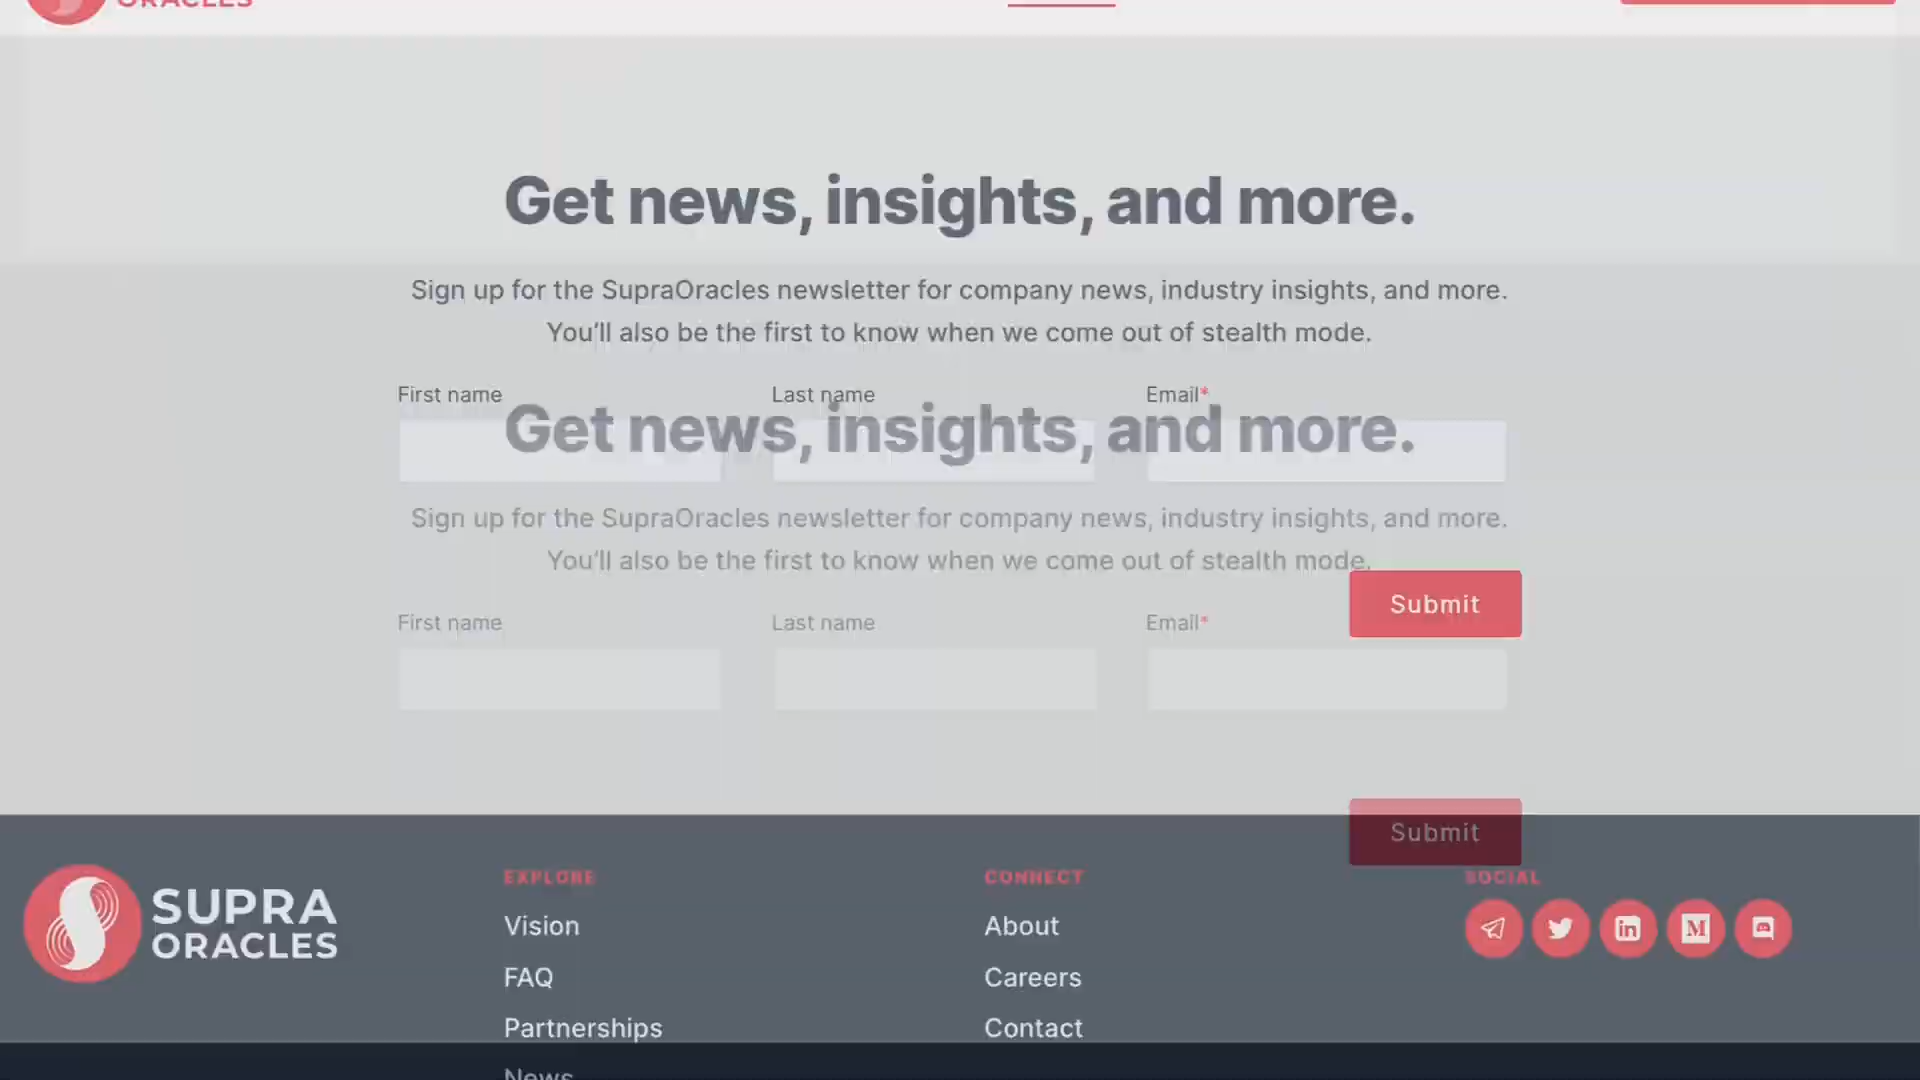 ORACLES
Get news, insights, and more.
Sign up for the SupraOracles newsletter for company news, industry insights, and more.
You'll also be the first to know when we come out of stealth mode.
First name
Last name
Email*
Get news, insights, and more.
Sign up for the SupraOracles newsletter for company news, industry insights, and more.
You'll also be the first to know when we come out of stealth mode.
Submit
First name
Last name
Email*
Submit
SUPRA
ORACLES
EXPLORE
Vision
FAQ
Partnerships
News
CONNECT
About
Careers
Contact
SOCIAL
in
M